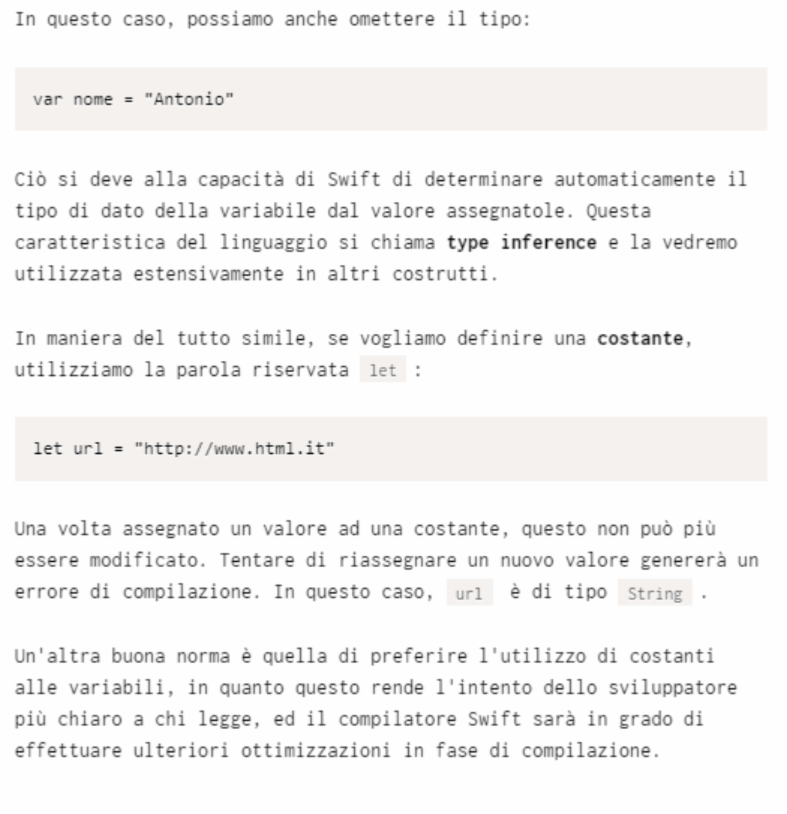 In questo caso, possiamo anche omettere il tipo:
var nome = "Antonio"
Ciò si deve alla capacità di Swift di determinare automaticamente il
tipo di dato della variabile dal valore assegnatole. Questa
caratteristica del linguaggio si chiama type inference e la vedremo
utilizzata estensivamente in altri costrutti.
In maniera del tutto simile, se vogliamo definire una costante,
utilizziamo la parola riservata let :
let url = "http://www.html.it"
Una volta assegnato un valore ad una costante, questo non può più
essere modificato. Tentare di riassegnare un nuovo valore genererà un
errore di compilazione. In questo caso, url è di tipo String .
Un'altra buona norma è quella di preferire l'utilizzo di costanti
alle variabili, in quanto questo rende l'intento dello sviluppatore
più chiaro a chi legge, ed il compilatore Swift sarà in grado di
effettuare ulteriori ottimizzazioni in fase di compilazione.